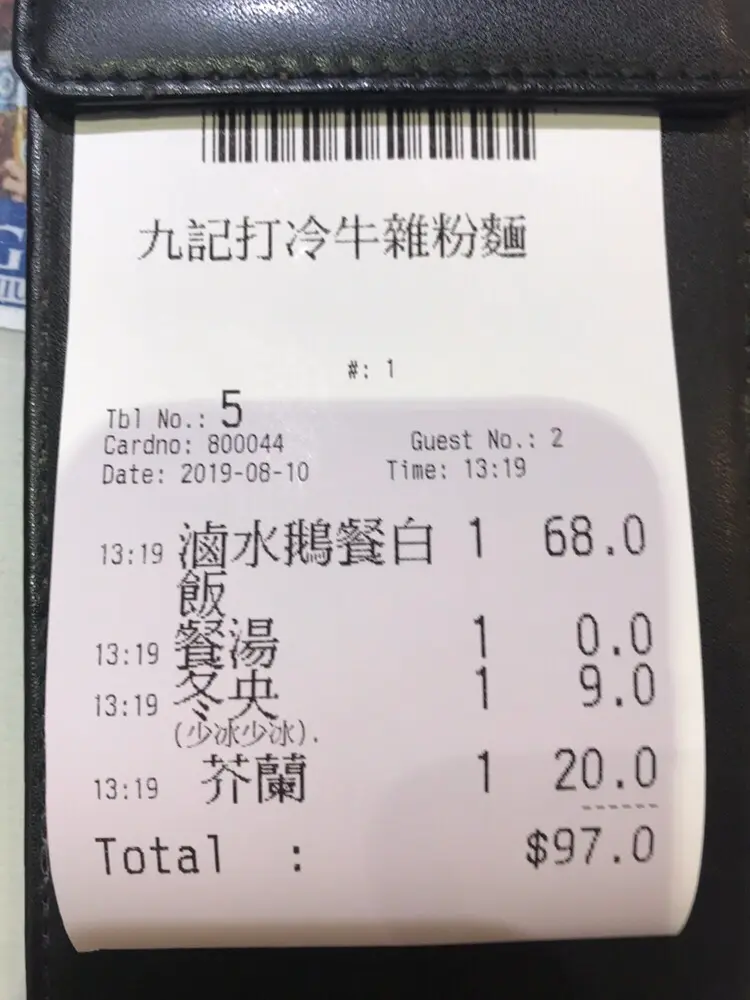 九記打冷牛雜粉麵
#: 1
Tbl No.: 5
Cardno: 800044 Guest No.: 2
Date: 2019-08-10 Time: 13:19
13:19 滷水鵝餐白 1 68.0
飯
13:19 餐湯 1 0.0
13:19 冬央 1 9.0
(少冰少冰).
13:19 芥蘭 1 20.0
Total : $97.0